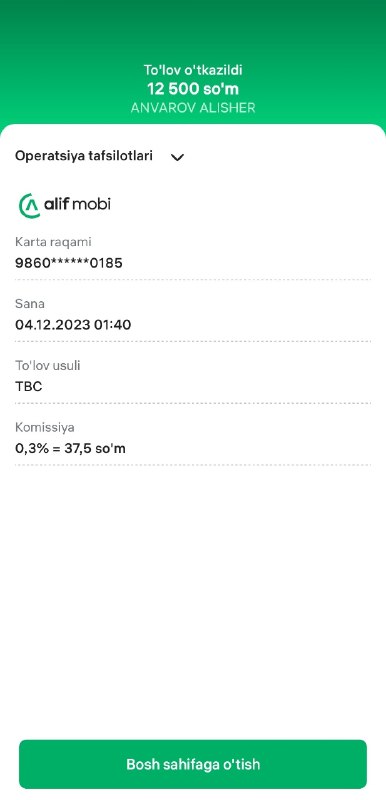 To'lov o'tkazildi
12 500 so'm
ANVAROV ALISHER
Operatsiya tafsilotlari
alif mobi
Karta raqami
9860******0185
Sana
04.12.2023 01:40
To'lov usuli
TBC
Komissiya
0,3% = 37,5 so'm
Bosh sahifaga o'tish